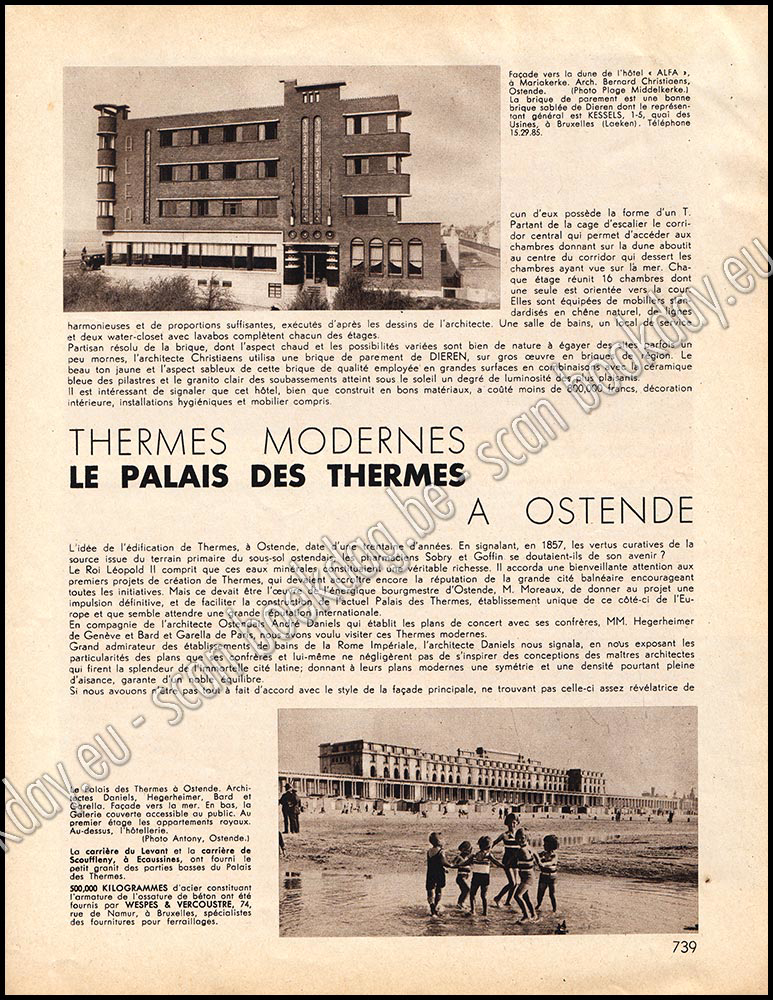 Façade vers la dune de l'hôtel « ALFA »,
à Mariakerke. Arch. Bernard Christiaens,
Ostende. (Photo Plage Middelkerke.)
La brique de parement est une bonne
brique sablée de Dieren dont le représen-
tant général est KESSELS, 1-5, quai des
Usines, à Bruxelles (Laeken). Téléphone
15.29.85.
cun d'eux possède la forme d'un T.
Partant de la cage d'escalier le corri-
dor central qui permet d'accéder aux
chambres donnant sur la dune aboutit
au centre du corridor qui dessert les
chambres ayant vue sur la mer. Cha-
que étage réunit 16 chambres dont
une seule est orientée vers la cour.
Elles sont équipées de mobiliers stan-
dardisés en chêne naturel, de lignes
harmonieuses et de proportions suffisantes, exécutés d'après les dessins de l'architecte. Une salle de bains, un local de service
et deux water-closet avec lavabos complètent chacun des étages.
Partisan résolu de la brique, dont l'aspect chaud et les possibilités variées sont bien de nature à égayer des sites parfois un
peu mornes, l'architecte Christiaens utilisa une brique de parement de DIEREN, sur gros œuvre en briques de région. Le
beau ton jaune et l'aspect sableux de cette brique de qualité employée en grandes surfaces en combinaison céramique
bleue des pilastres et le granito clair des soubassements atteint sous le soleil un degré de luminosité des plus plaisants.
Il est intéressant de signaler que cet hôtel, bien que construit en bons matériaux, a coûté moins de 800,000 francs, décoration
intérieure, installations hygiéniques et mobilier compris.
THERMES MODERNES
LE PALAIS DES THERMES
A OSTENDE
L'idée de l'édification de Thermes, à Ostende, date d'une trentaine d'années. En signalant, en 1857, les vertus curatives de la
source issue du terrain primaire du sous-sol ostendais, les pharmaciens Sobry et Goffin se doutaient-ils de son avenir ?
Le Roi Léopold II comprit que ces eaux minérales constituaient une véritable richesse. Il accorda une bienveillante attention aux
premiers projets de création de Thermes, qui devaient accroître encore la réputation de la grande cité balnéaire encourageant
toutes les initiatives. Mais ce devait être l'œuvre de l'énergique bourgmestre d'Ostende, M. Moreaux, de donner au projet une
impulsion définitive, et de faciliter la construction de l'actuel Palais des Thermes, établissement unique de ce côté-ci de l'Eu-
rope et que semble attendre une grande réputation internationale.
En compagnie de l'architecte Ostendais André Daniels qui établit les plans de concert avec ses confrères, MM. Hegerheimer
de Genève et Bard et Garella de Paris, nous avons voulu visiter ces Thermes modernes.
Grand admirateur des établissements de bains de la Rome Impériale, l'architecte Daniels nous signala, en nous exposant les
particularités des plans que ses confrères et lui-même ne négligèrent pas de s'inspirer des conceptions des maîtres architectes
qui firent la splendeur de l'immortelle cité latine; donnant à leurs plans modernes une symétrie et une densité pourtant pleine
d'aisance, garante d'un noble équilibre.
Si nous avouons n'être pas tout à fait d'accord avec le style de la façade principale, ne trouvant pas celle-ci assez révélatrice de
Le Palais des Thermes à Ostende. Archi-
tectes Daniels, Hegerheimer, Bard et
Garella. Façade vers la mer. En bas, la
Galerie couverte accessible au public. Au
premier étage les appartements royaux.
Au-dessus, l'hôtellerie.
(Photo Antony, Ostende.)
La carrière du Levant et la carrière de
Scouffleny, à Ecaussines, ont fourni le
petit granit des parties basses du Palais
des Thermes.
500,000 KILOGRAMMES d'acier constituant
l'armature de l'ossature de béton ont été
fournis par WESPES & VERCOUSTRE, 74,
rue de Namur, à Bruxelles, spécialistes
des fournitures pour ferraillages.
739
bookday.eu - scan bookdag.be - scan bookday.eu